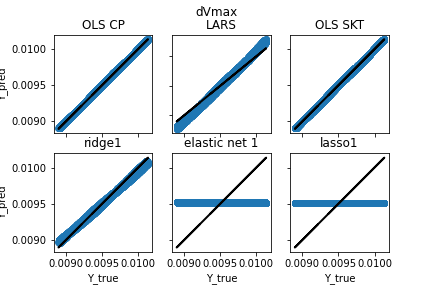 dVmax
OLS CP LARS OLS SKT
0.0100
0.0095
0.0090
Y_pred
ridge1 elastic net 1 lasso1
0.0100
0.0095
0.0090
Y_pred
0.0090 0.0095 0.0100 0.0090 0.0095 0.0100 0.0090 0.0095 0.0100
Y_true Y_true Y_true